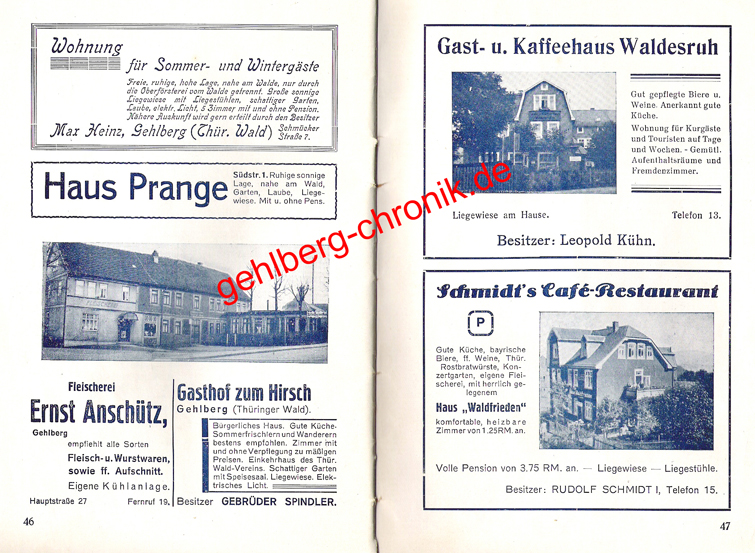 Wohnung
für Sommer- und Wintergäste
Freie, ruhige, hohe Lage, nahe am Walde, nur durch
die Oberförsterei vom Walde getrennt. Große sonnige
Liegewiese mit Liegestühlen, schattiger Garten,
Laube, elektr. Licht, 5 Zimmer mit und ohne Pension.
Nähere Auskunft wird gern erteilt durch den Besitzer
Max Heinz, Gehlberg (Thür. Wald) Schmücker
Straße 7.
Haus Prange
Südstr. 1. Ruhige sonnige
Lage, nahe am Wald,
Garten, Laube, Liege-
wiese. Mit u. ohne Pens.
Fleischerei
Ernst Anschütz,
Gehlberg
empfiehlt alle Sorten
Fleisch- u. Wurstwaren,
sowie ff. Aufschnitt.
Eigene Kühlanlage.
Hauptstraße 27 Fernruf 19.
Gasthof zum Hirsch
Gehlberg (Thüringer Wald).
Bürgerliches Haus. Gute Küche.
Sommerfrischlern und Wanderern
bestens empfohlen. Zimmer mit
und ohne Verpflegung zu mäßigen
Preisen. Einkehrhaus des Thür.
Wald-Vereins. Schattiger Garten
mit Speisesaal. Liegewiese. Elek-
trisches Licht.
Besitzer GEBRÜDER SPINDLER.
46
Gast- u. Kaffeehaus Waldesruh
Gut gepflegte Biere u.
Weine. Anerkannt gute
Küche.
Wohnung für Kurgäste
und Touristen auf Tage
und Wochen. - Gemütl.
Aufenthaltsräume und
Fremdenzimmer.
Liegewiese am Hause. Telefon 13.
Besitzer: Leopold Kühn.
Schmidt's Café-Restaurant
P
Gute Küche, bayrische
Biere, ff. Weine, Thür.
Rostbratwürste, Kon-
zertgarten, eigene Flei-
scherei, mit herrlich ge-
legenem
Haus „Waldfrieden"
komfortable, heizbare
Zimmer von 1.25 RM. an.
Volle Pension von 3.75 RM. an. — Liegewiese — Liegestühle.
Besitzer: RUDOLF SCHMIDT I, Telefon 15.
47
gehlberg-chronik.de